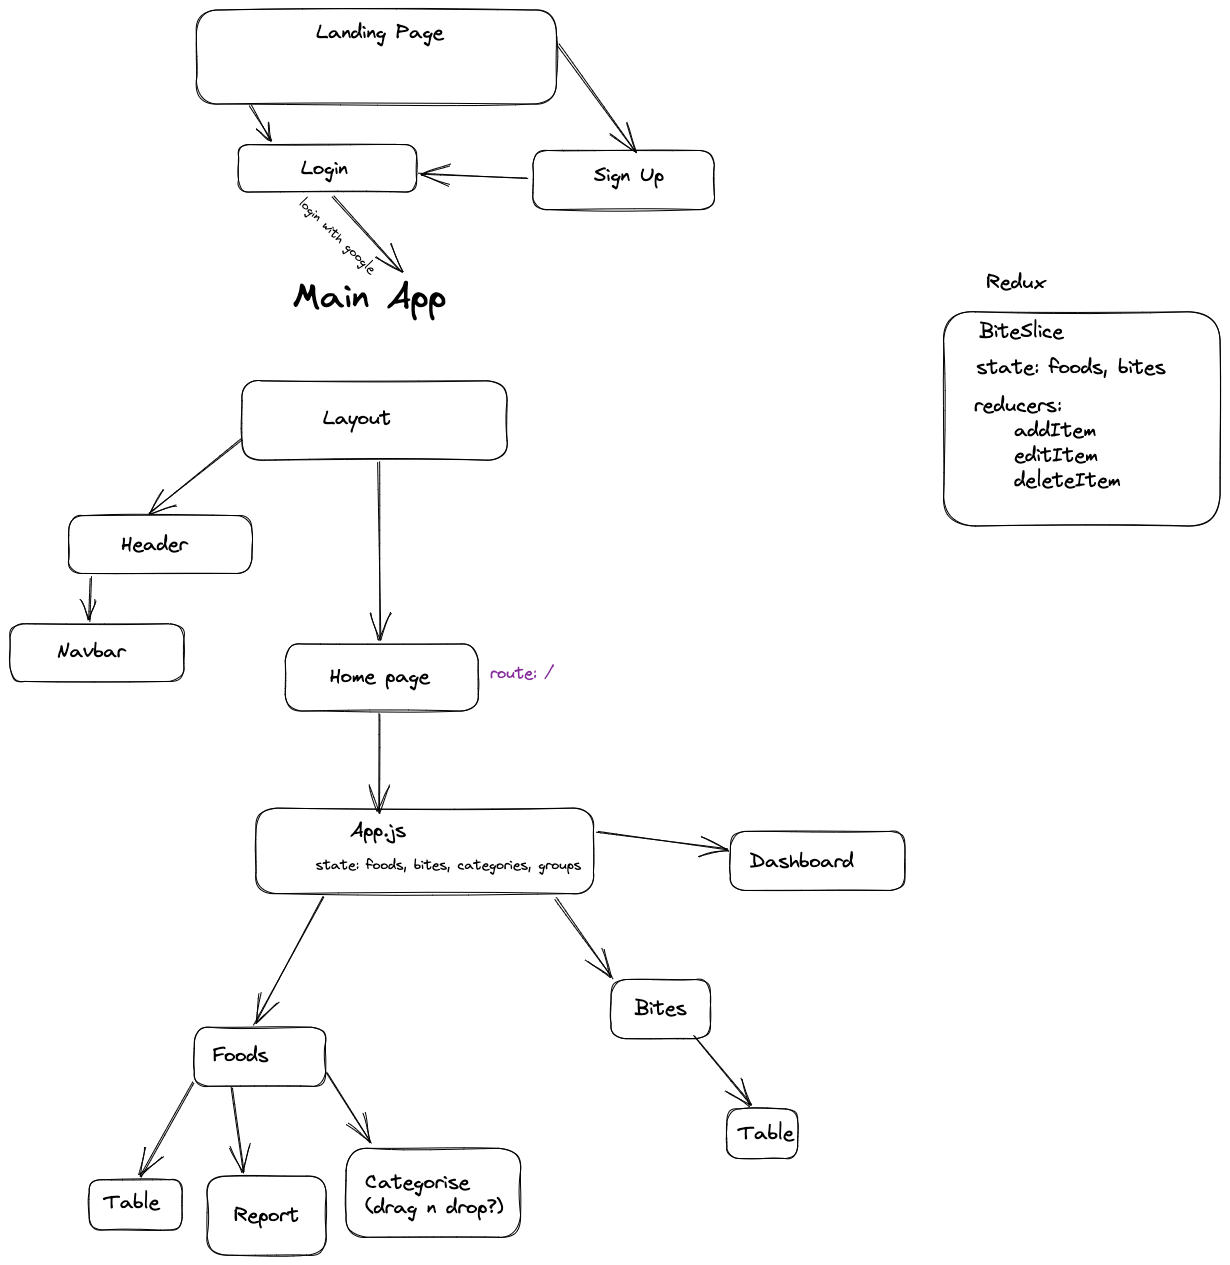 Landing Page
Login
Sign Up
login with google
Main App
Redux
BiteSlice
state: foods, bites
reducers:
addItem
editItem
deleteItem
Layout
Header
Navbar
Home page
route: /
App.js
state: foods, bites, categories, groups
Dashboard
Bites
Foods
Table
Table
Report
Categorise
(drag n drop?)